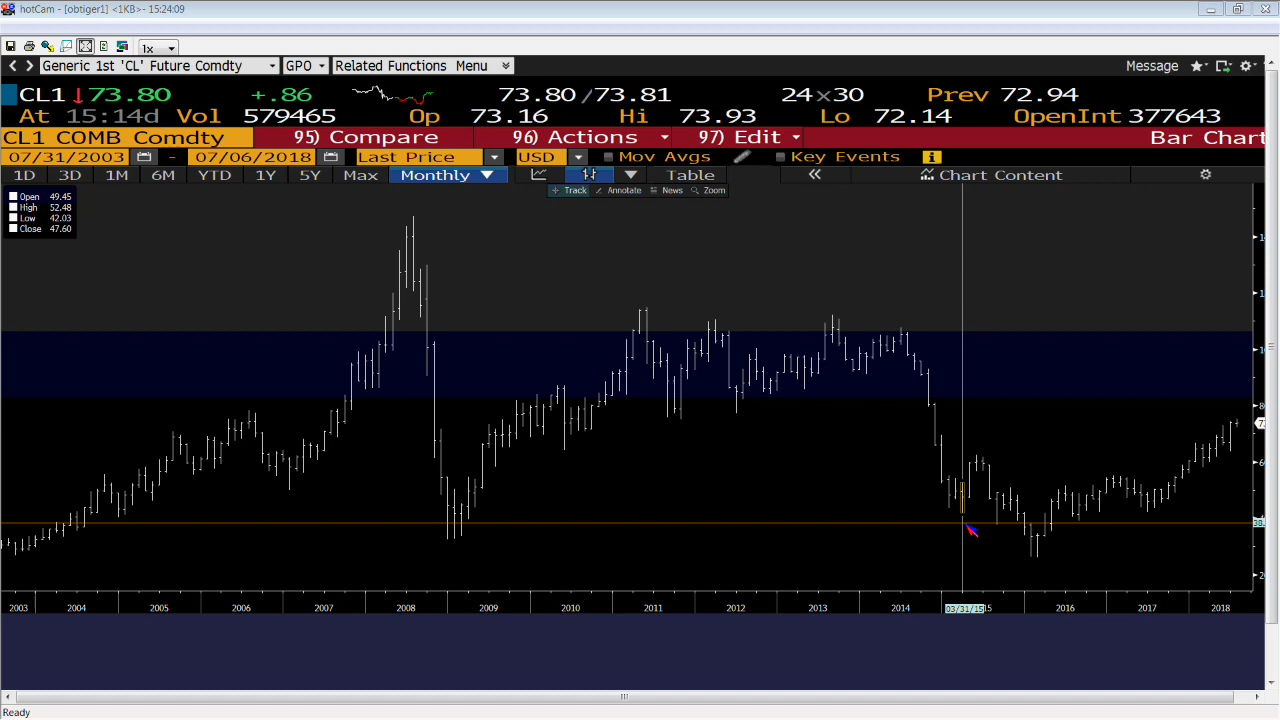 hotCam - [obtiger1] <1KB> - 15:24:09
1x
Generic 1st 'CL' Future Comdty GPO Related Functions Menu Message
CL1 73.80 +.86 73.80/73.81 24x30 Prev 72.94
At 15:14d Vol 579465 Op 73.16 Hi 73.93 Lo 72.14 OpenInt 377643
CL1 COMB Comdty 95) Compare 96) Actions 97) Edit Bar Chart
07/31/2003 - 07/06/2018 Last Price USD Mov Avgs Key Events
1D 3D 1M 6M YTD 1Y 5Y Max Monthly Table Chart Content
Track Annotate News Zoom
Open 49.45
High 52.48
Low 42.03
Close 47.60
2003 2004 2005 2006 2007 2008 2009 2010 2011 2012 2013 2014 03/31/15 15 2016 2017 2018
Ready